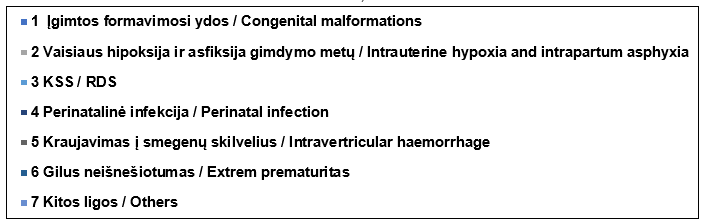 1 Įgimtos formavimosi ydos / Congenital malformations
2 Vaisiaus hipoksija ir asfiksija gimdymo metų / Intrauterine hypoxia and intrapartum asphyxia
3 KSS / RDS
4 Perinatalinė infekcija / Perinatal infection
5 Kraujavimas į smegenų skilvelius / Intravertricular haemorrhage
6 Gilus neišnešiotumas / Extrem prematuritas
7 Kitos ligos / Others